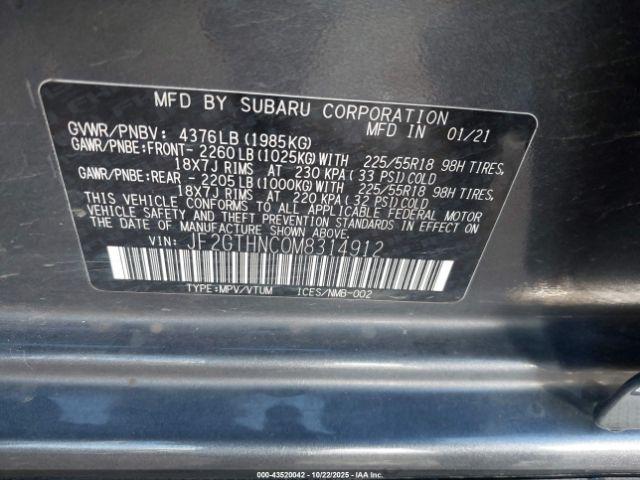 MFD BY SUBARU CORPORATION
GVWR/PNBV: 4376LB(1985KG) MFD IN 01/21
GAWR/PNBE:FRONT- 2260LB(1025KG)WITH 225/55R18 98H TIRES,
18X7J RIMS AT 230 KPA(33 PSI)COLD
GAWR/PNBE:REAR - 2205LB(1000KG)WITH 225/55R18 98H TIRES,
18X7J RIMS AT 220 KPA(32 PSI)COLD
THIS VEHICLE CONFORMS TO ALL APPLICABLE FEDERAL MOTOR
VEHICLE SAFETY AND THEFT PREVENTION STANDARDS IN EFFECT ON
THE DATE OF MANUFACTURE SHOWN ABOVE.
VIN: JF2GTHNC0M8314912
TYPE:MPV/VTUM 1CES/NMB-002
000-43520042 - 10/22/2025 - IAAI